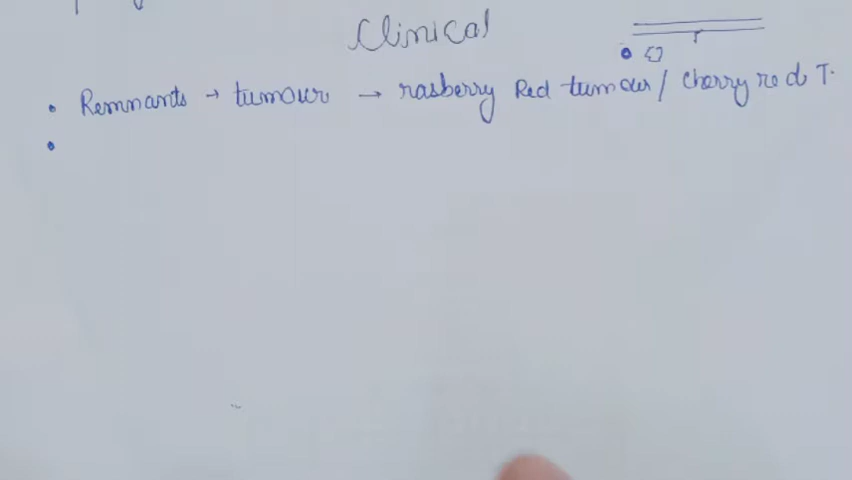 Clinical
• Remnants → tumour → rasberry Red tumour / cherry red T.
•